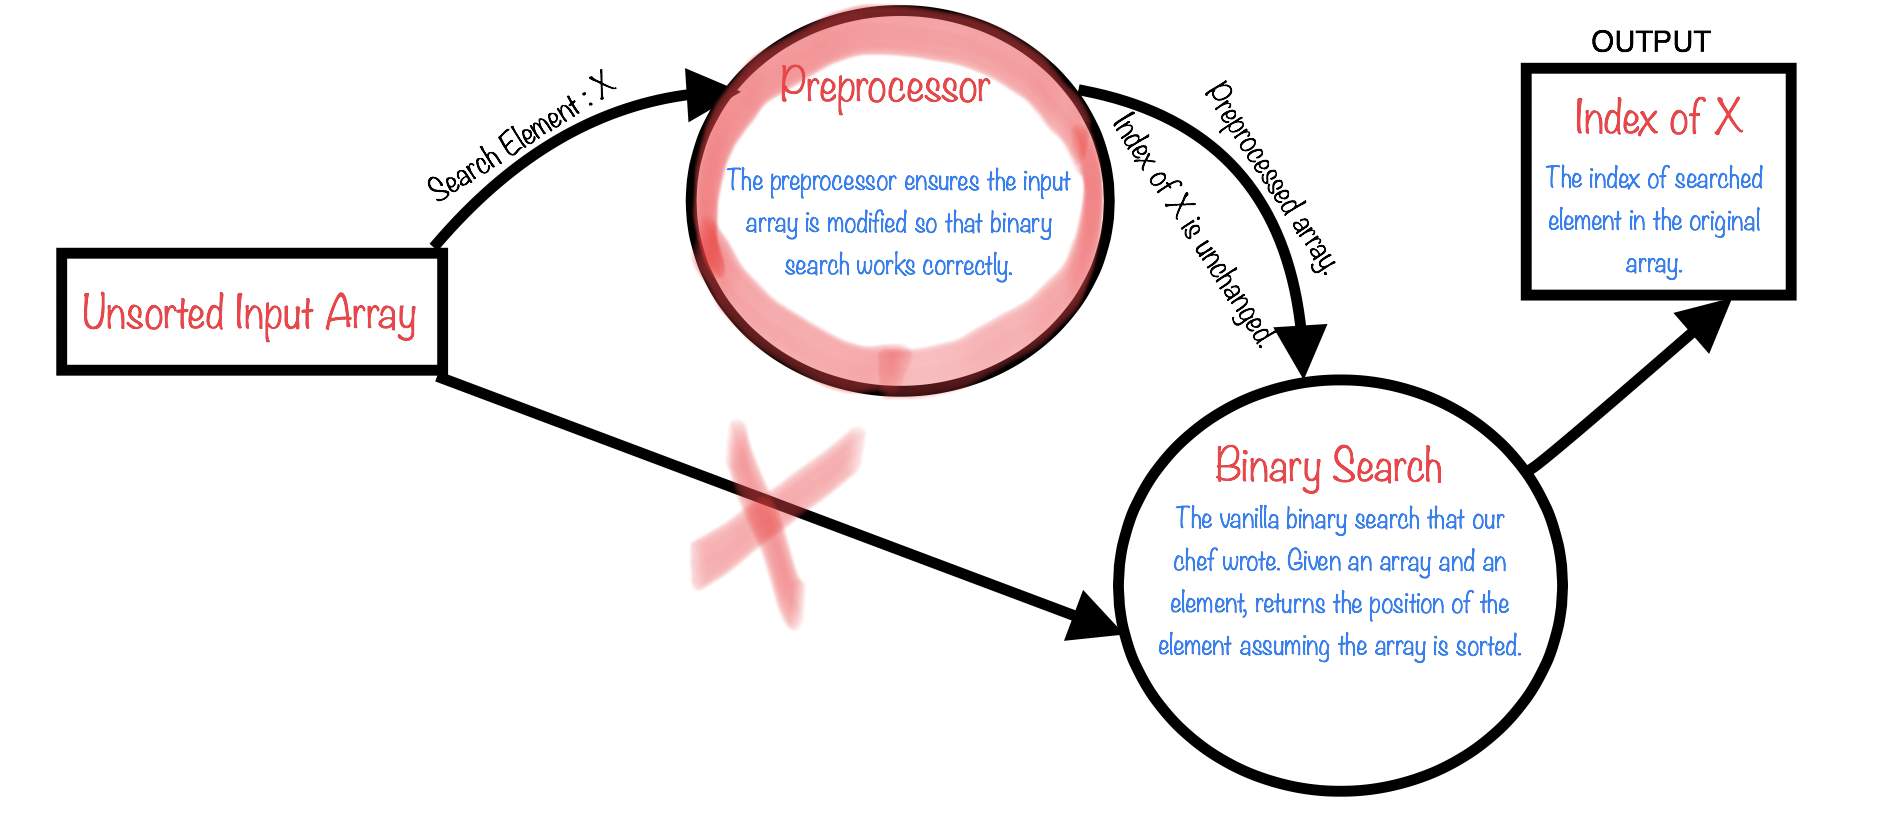 OUTPUT
Search Element : X
Preprocessor
The preprocessor ensures the input
array is modified so that binary
search works correctly.
Preprocessed array.
Index of X is unchanged.
Index of X
The index of searched
element in the original
array.
Unsorted Input Array
Binary Search
The vanilla binary search that our
chef wrote. Given an array and an
element, returns the position of the
element assuming the array is sorted.